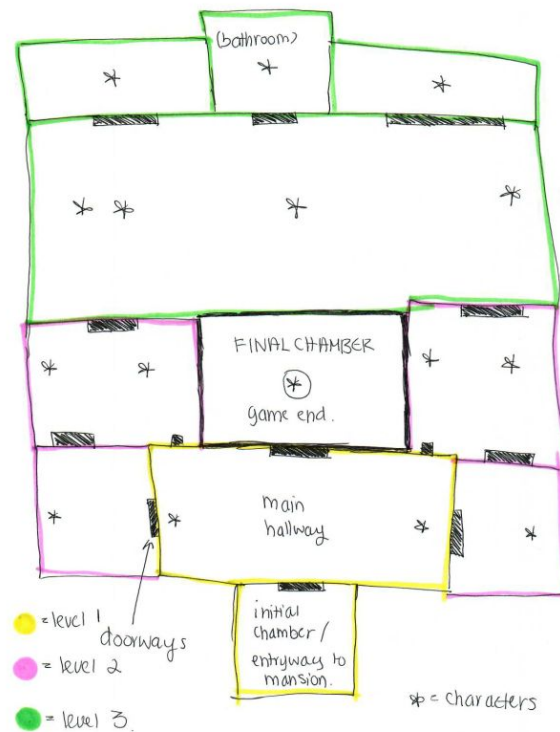 (bathroom)
FINAL CHAMBER
game end.
main
hallway
initial
chamber /
entryway to
mansion.
doorways
= level 1
= level 2
= level 3.
* = characters